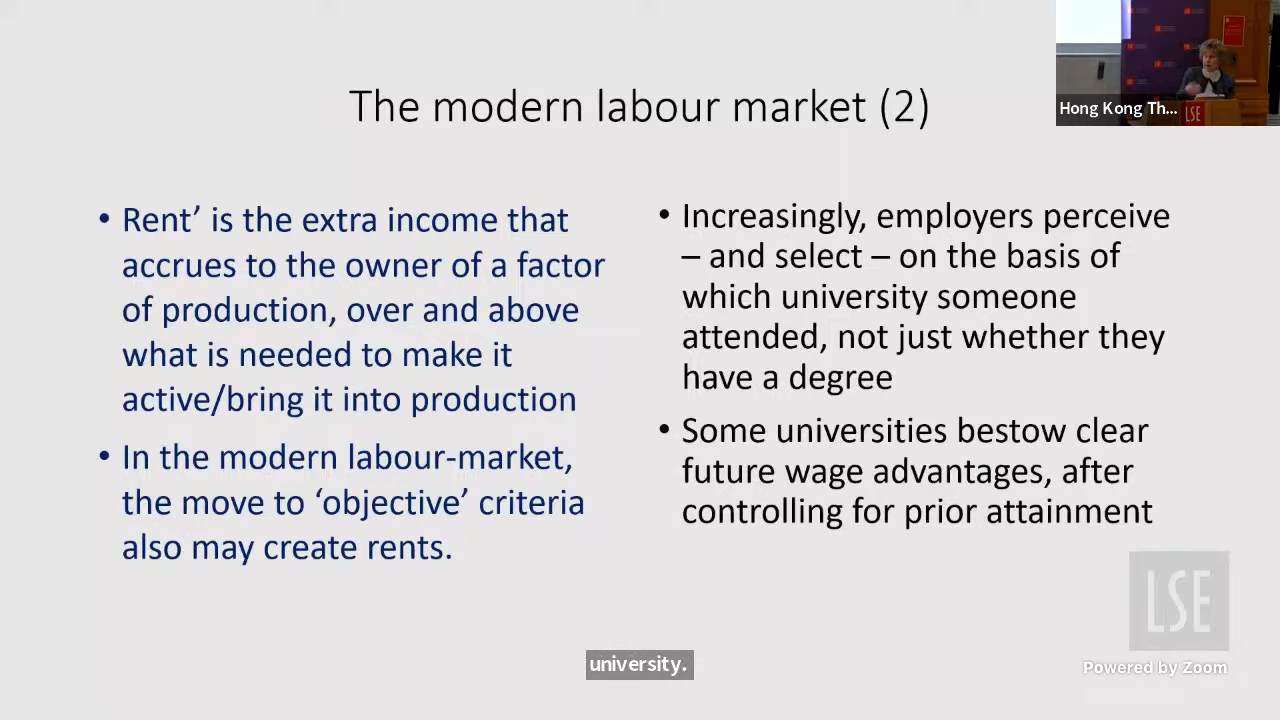 The modern labour market (2)
Hong Kong Th...
LSE
• Rent’ is the extra income that
accrues to the owner of a factor
of production, over and above
what is needed to make it
active/bring it into production
• In the modern labour-market,
the move to ‘objective’ criteria
also may create rents.
• Increasingly, employers perceive
– and select – on the basis of
which university someone
attended, not just whether they
have a degree
• Some universities bestow clear
future wage advantages, after
controlling for prior attainment
LSE
university.
Powered by Zoom